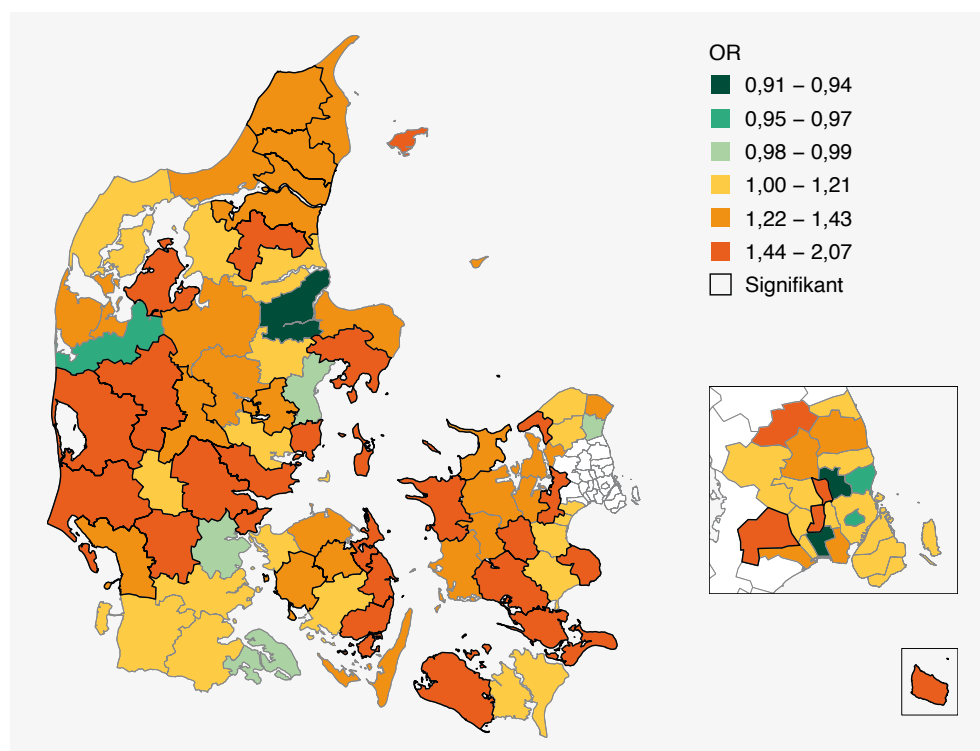 OR
0,91 – 0,94
0,95 – 0,97
0,98 – 0,99
1,00 – 1,21
1,22 – 1,43
1,44 – 2,07
Signifikant